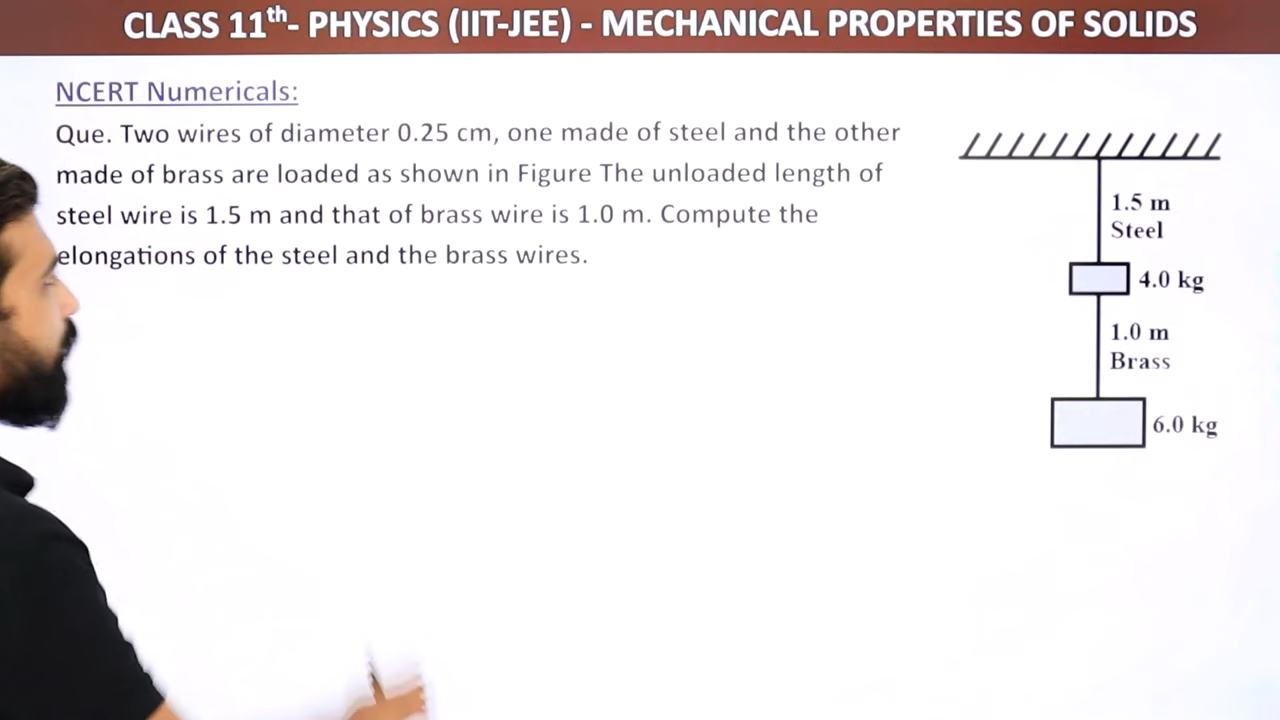 CLASS 11th- PHYSICS (IIT-JEE) - MECHANICAL PROPERTIES OF SOLIDS
NCERT Numericals:
Que. Two wires of diameter 0.25 cm, one made of steel and the other
made of brass are loaded as shown in Figure The unloaded length of
steel wire is 1.5 m and that of brass wire is 1.0 m. Compute the
elongations of the steel and the brass wires.
1.5 m
Steel
4.0 kg
1.0 m
Brass
6.0 kg